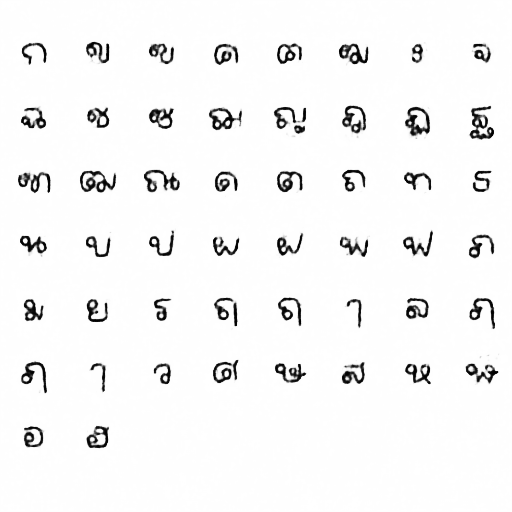 ก ข ฃ ค ฅ ฆ ง จ
ฉ ช ซ ฌ ญ ฎ ฏ ฐ
ฑ ฒ ณ ด ต ถ ท ธ
น บ ป ผ ฝ พ ฟ ภ
ม ย ร ฤ ฤ ๅ ล ฦ
ฦ ๅ ว ศ ษ ส ห ฬ
อ ฮ